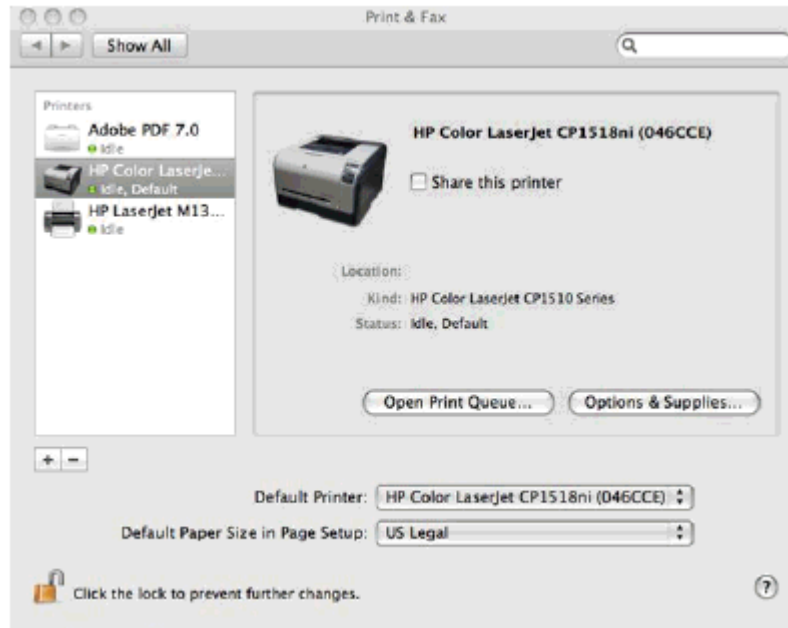 Print & Fax
Show All
Printers
Adobe PDF 7.0
Idle
HP Color LaserJe...
Idle, Default
HP LaserJet M13...
Idle
HP Color LaserJet CP1518ni (046CCE)
Share this printer
Location:
Kind: HP Color LaserJet CP1510 Series
Status: Idle, Default
Open Print Queue...
Options & Supplies...
+ −
Default Printer: HP Color LaserJet CP1518ni (046CCE)
Default Paper Size in Page Setup: US Legal
Click the lock to prevent further changes.
?